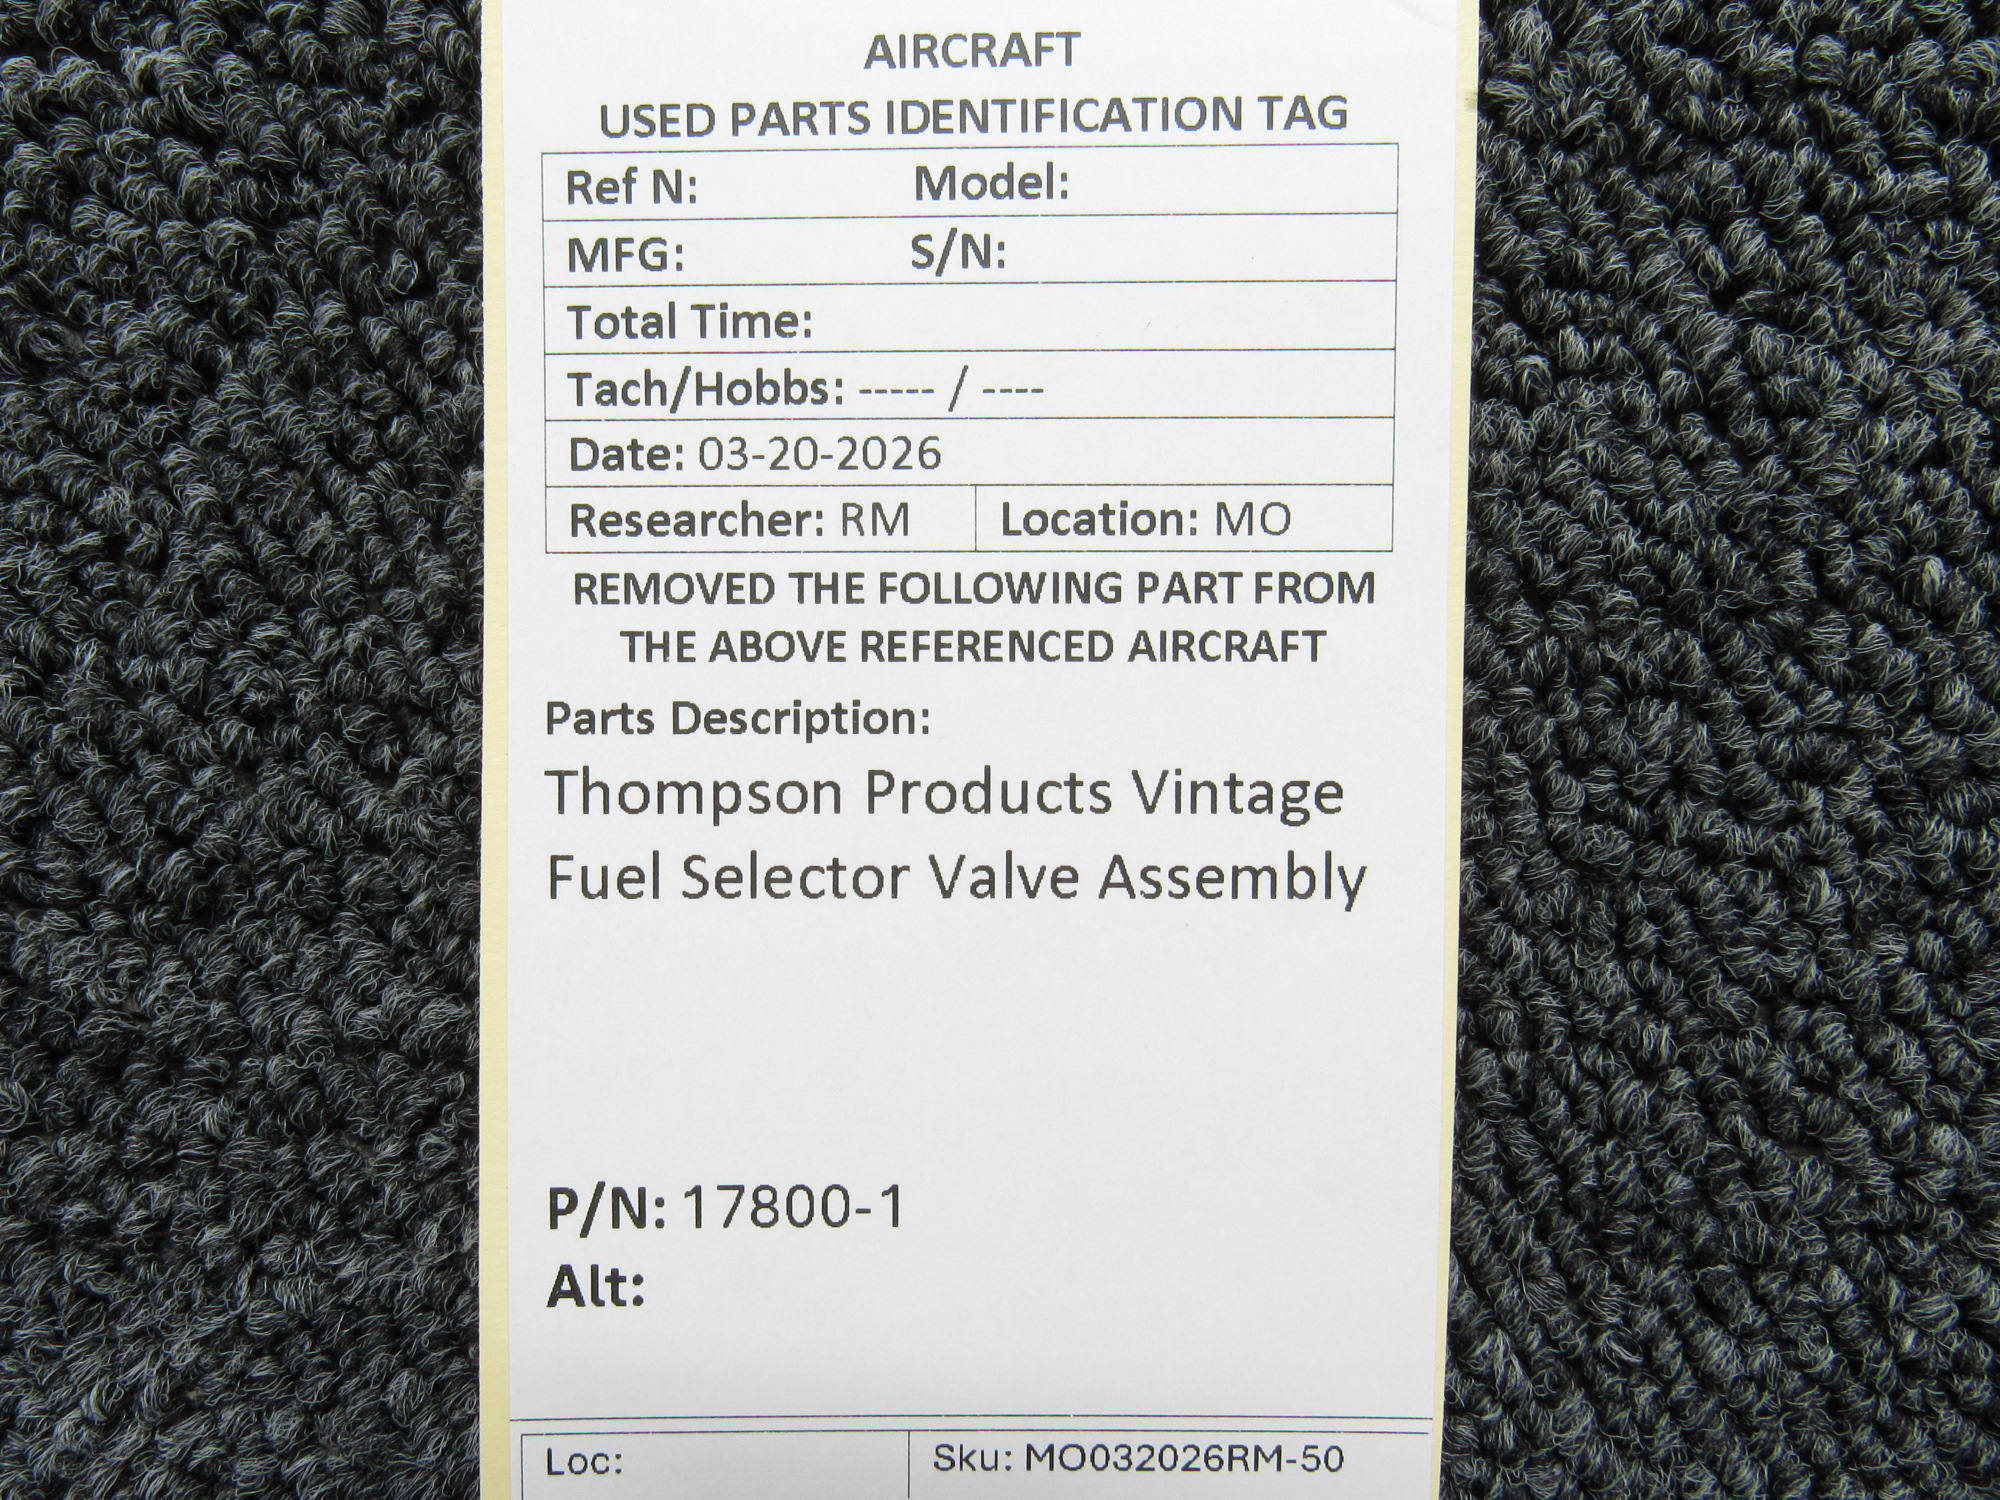 AIRCRAFT
USED PARTS IDENTIFICATION TAG
Ref N: Model:
MFG: S/N:
Total Time:
Tach/Hobbs: ----- / ----
Date: 03-20-2026
Researcher: RM Location: MO
REMOVED THE FOLLOWING PART FROM
THE ABOVE REFERENCED AIRCRAFT
Parts Description:
Thompson Products Vintage
Fuel Selector Valve Assembly
P/N: 17800-1
Alt:
Loc: Sku: MO032026RM-50